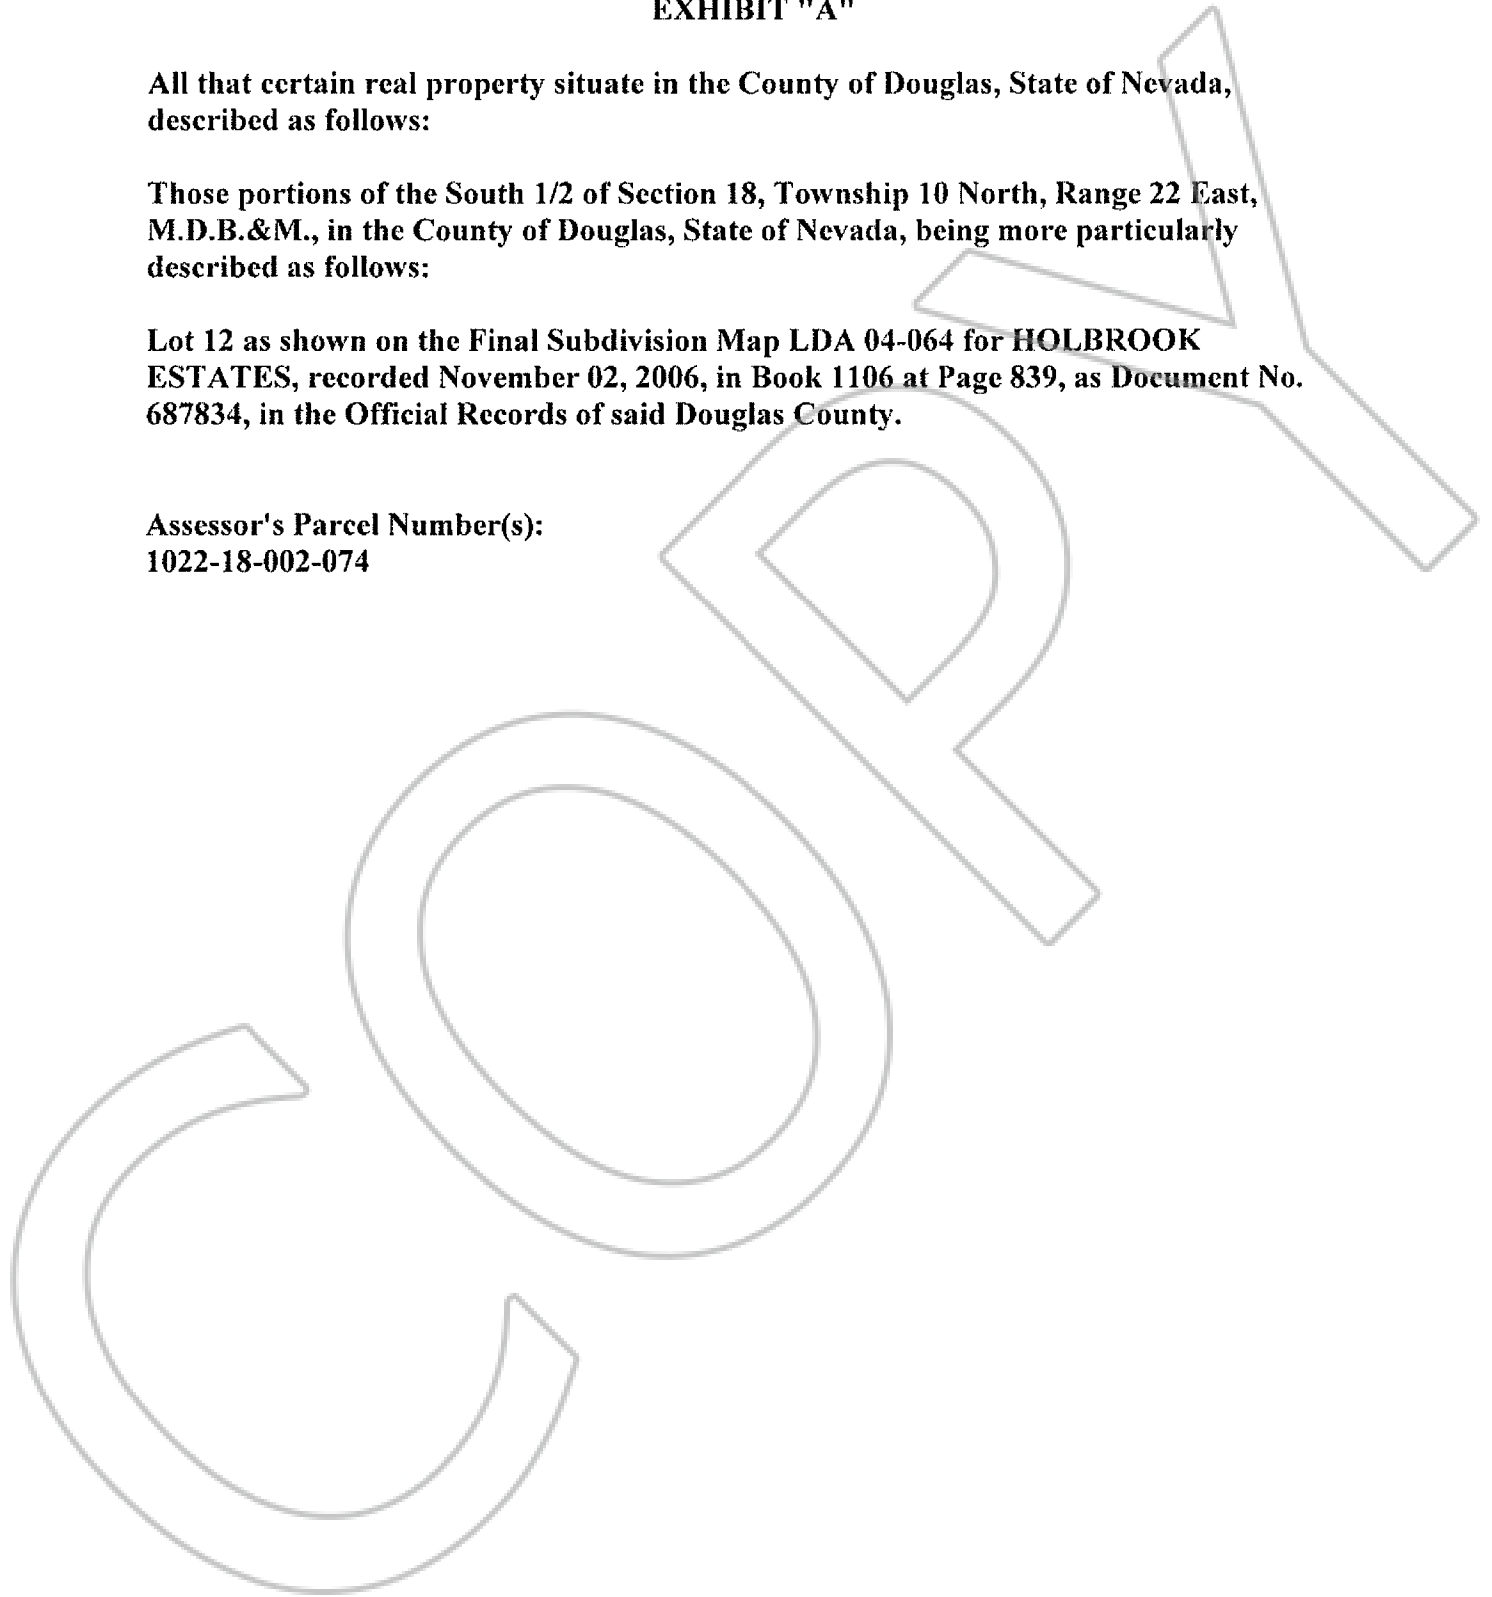 EXHIBIT "A"
All that certain real property situate in the County of Douglas, State of Nevada,
described as follows:
Those portions of the South 1/2 of Section 18, Township 10 North, Range 22 East,
M.D.B.&M., in the County of Douglas, State of Nevada, being more particularly
described as follows:
Lot 12 as shown on the Final Subdivision Map LDA 04-064 for HOLBROOK
ESTATES, recorded November 02, 2006, in Book 1106 at Page 839, as Document No.
687834, in the Official Records of said Douglas County.
Assessor's Parcel Number(s):
1022-18-002-074
COPY